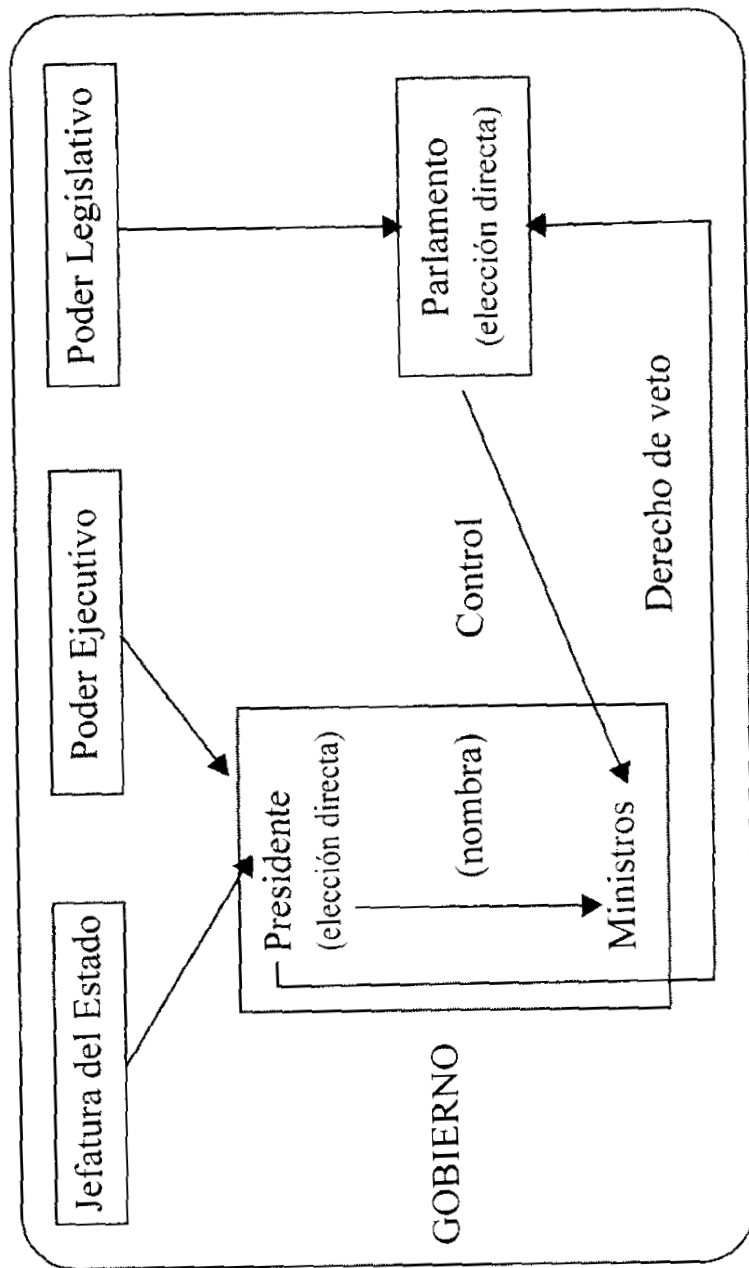 Jefatura del Estado
Poder Ejecutivo
Poder Legislativo
Presidente
(elección directa)
(nombra)
Ministros
GOBIERNO
Control
Parlamento
(elección directa)
Derecho de veto